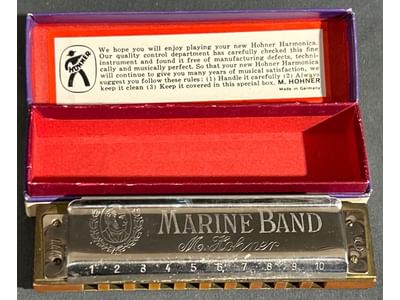 HOHNER
We hope you will enjoy playing your new Hohner Harmonica.
Our quality control department has carefully checked this fine
instrument and found it free of manufacturing defects, techni-
cally and musically perfect. So that your new Hohner Harmonica
will continue to give you many years of musical satisfaction, we
suggest you follow these rules: (1) Handle it carefully (2) Always
keep it clean (3) Keep it covered in this special box. M. HOHNER
Made in Germany
MARINE BAND
M. Hohner
1 2 3 4 5 6 7 8 9 10